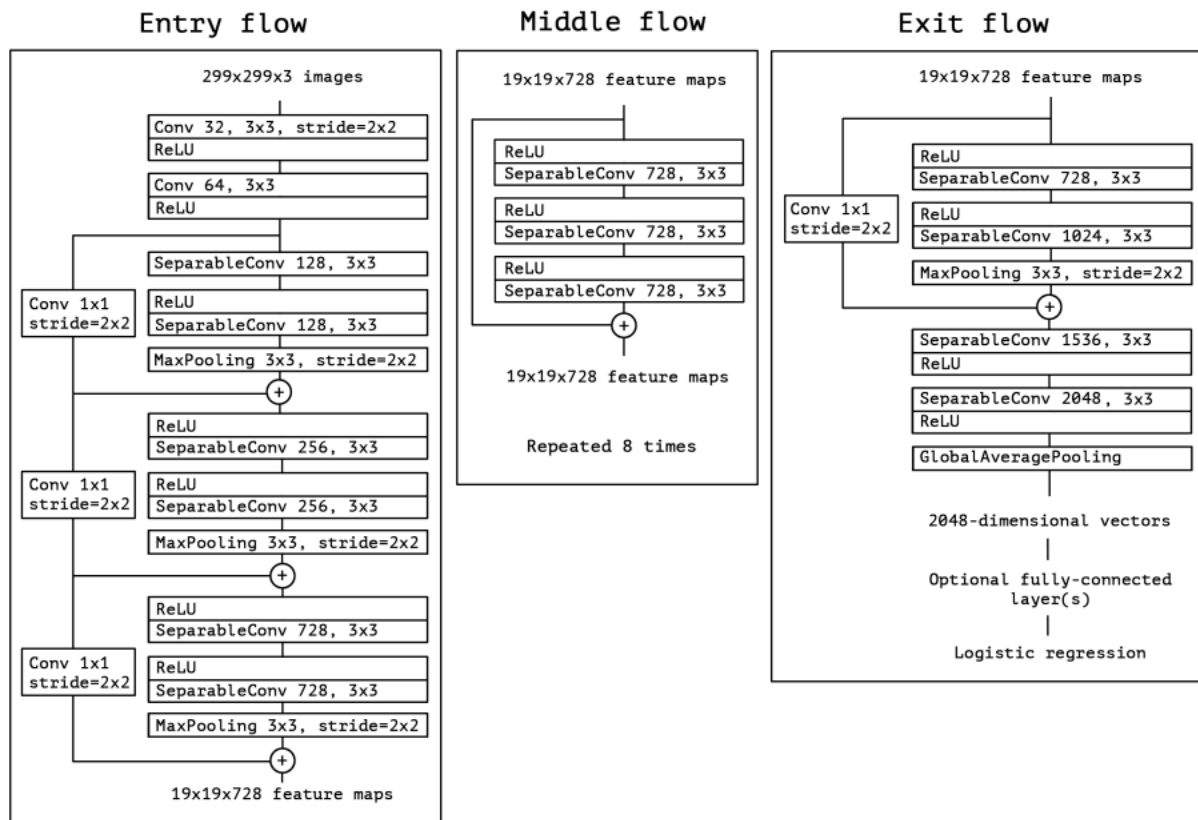 Entry flow
299x299x3 images
Conv 32, 3x3, stride=2x2
ReLU
Conv 64, 3x3
ReLU
SeparableConv 128, 3x3
Conv 1x1
stride=2x2
ReLU
SeparableConv 128, 3x3
MaxPooling 3x3, stride=2x2
+
ReLU
SeparableConv 256, 3x3
Conv 1x1
stride=2x2
ReLU
SeparableConv 256, 3x3
MaxPooling 3x3, stride=2x2
+
ReLU
SeparableConv 728, 3x3
Conv 1x1
stride=2x2
ReLU
SeparableConv 728, 3x3
MaxPooling 3x3, stride=2x2
+
19x19x728 feature maps
Middle flow
19x19x728 feature maps
ReLU
SeparableConv 728, 3x3
ReLU
SeparableConv 728, 3x3
ReLU
SeparableConv 728, 3x3
+
19x19x728 feature maps
Repeated 8 times
Exit flow
19x19x728 feature maps
ReLU
SeparableConv 728, 3x3
Conv 1x1
stride=2x2
ReLU
SeparableConv 1024, 3x3
MaxPooling 3x3, stride=2x2
+
SeparableConv 1536, 3x3
ReLU
SeparableConv 2048, 3x3
ReLU
GlobalAveragePooling
2048-dimensional vectors
Optional fully-connected
layer(s)
Logistic regression